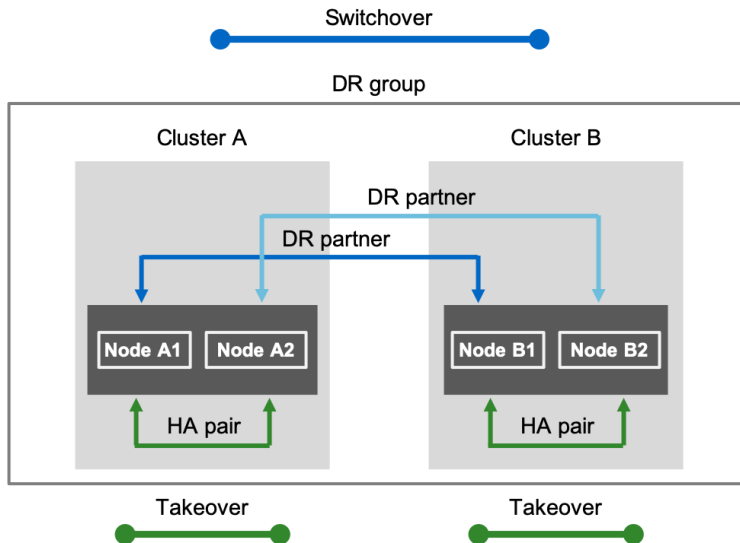 Switchover
DR group
Cluster A
Cluster B
DR partner
DR partner
Node A1
Node A2
Node B1
Node B2
HA pair
HA pair
Takeover
Takeover